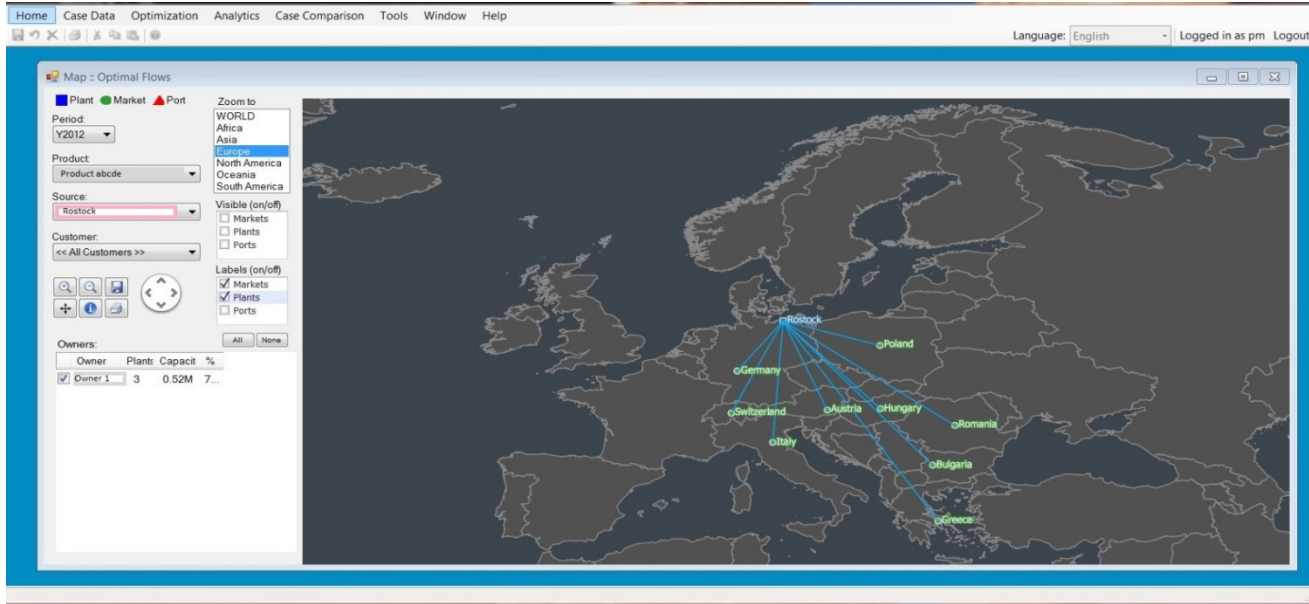 Home Case Data Optimization Analytics Case Comparison Tools Window Help
Language: English Logged in as pm Logout
Map :: Optimal Flows
Plant Market Port
Zoom to
WORLD
Africa
Asia
Europe
North America
Oceania
South America
Period:
Y2012
Product:
Product abcde
Source:
Rostock
Customer:
<< All Customers >>
Visible (on/off)
Markets
Plants
Ports
Labels (on/off)
Markets
Plants
Ports
All None
Owners:
Owner Plants Capacit %
Owner 1 3 0.52M 7...
Rostock
Poland
Germany
Switzerland
Austria
Hungary
Romania
Italy
Bulgaria
Greece